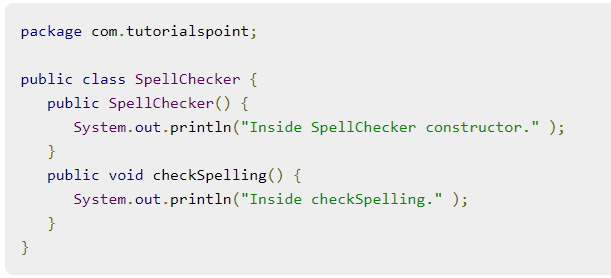 package com.tutorialspoint;
public class SpellChecker {
public SpellChecker() {
System.out.println("Inside SpellChecker constructor." );
}
public void checkSpelling() {
System.out.println("Inside checkSpelling." );
}
}